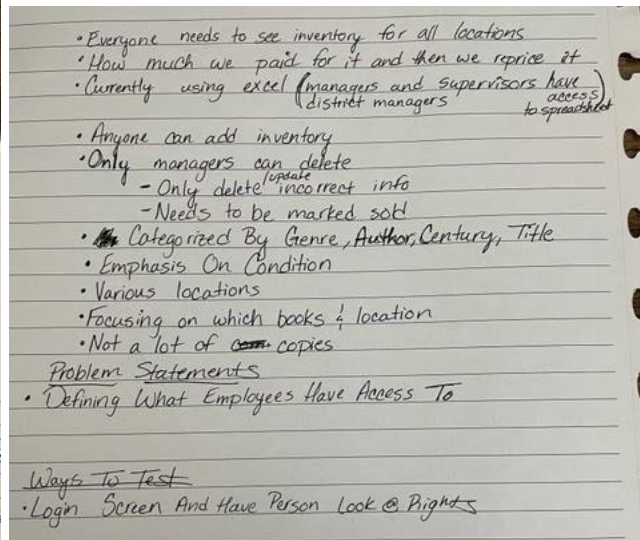 • Everyone needs to see inventory for all locations
• How much we paid for it and then we reprice it
• Currently using excel (managers and supervisors have access)
district managers to spreadsheet
• Anyone can add inventory
• Only managers can delete
- Only delete/update incorrect info
- Needs to be marked sold
• Categorized By Genre, Author, Century, Title
• Emphasis On Condition
• Various locations
• Focusing on which books & location
• Not a lot of copies
Problem Statements
• Defining What Employees Have Access To
Ways To Test
• Login Screen And Have Person Look @ Rights